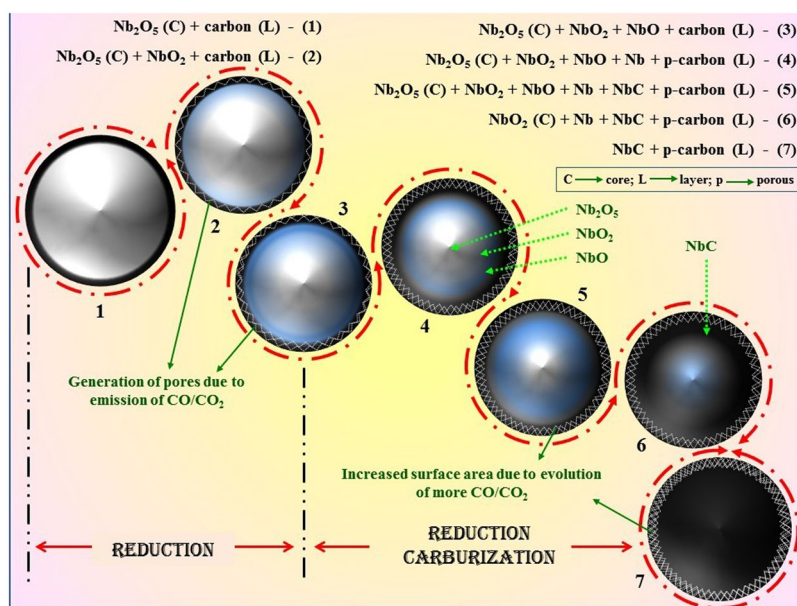 Nb₂O₅ (C) + carbon (L) - (1)
Nb₂O₅ (C) + NbO₂ + carbon (L) - (2)
Nb₂O₅ (C) + NbO₂ + NbO + carbon (L) - (3)
Nb₂O₅ (C) + NbO₂ + NbO + Nb + p-carbon (L) - (4)
Nb₂O₅ (C) + NbO₂ + NbO + Nb + NbC + p-carbon (L) - (5)
NbO₂ (C) + Nb + NbC + p-carbon (L) - (6)
NbC + p-carbon (L) - (7)
C → core; L → layer; p → porous
1
2
3
4
5
6
7
Nb₂O₅
NbO₂
NbO
NbC
Generation of pores due to
emission of CO/CO₂
Increased surface area due to evolution
of more CO/CO₂
REDUCTION
REDUCTION
CARBURIZATION